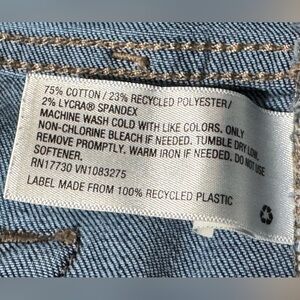 75% COTTON / 23% RECYCLED POLYESTER/
2% LYCRA® SPANDEX
MACHINE WASH COLD WITH LIKE COLORS. ONLY
NON-CHLORINE BLEACH IF NEEDED. TUMBLE DRY LOW.
REMOVE PROMPTLY. WARM IRON IF NEEDED. DO NOT USE
SOFTENER.
RN17730 VN1083275
LABEL MADE FROM 100% RECYCLED PLASTIC